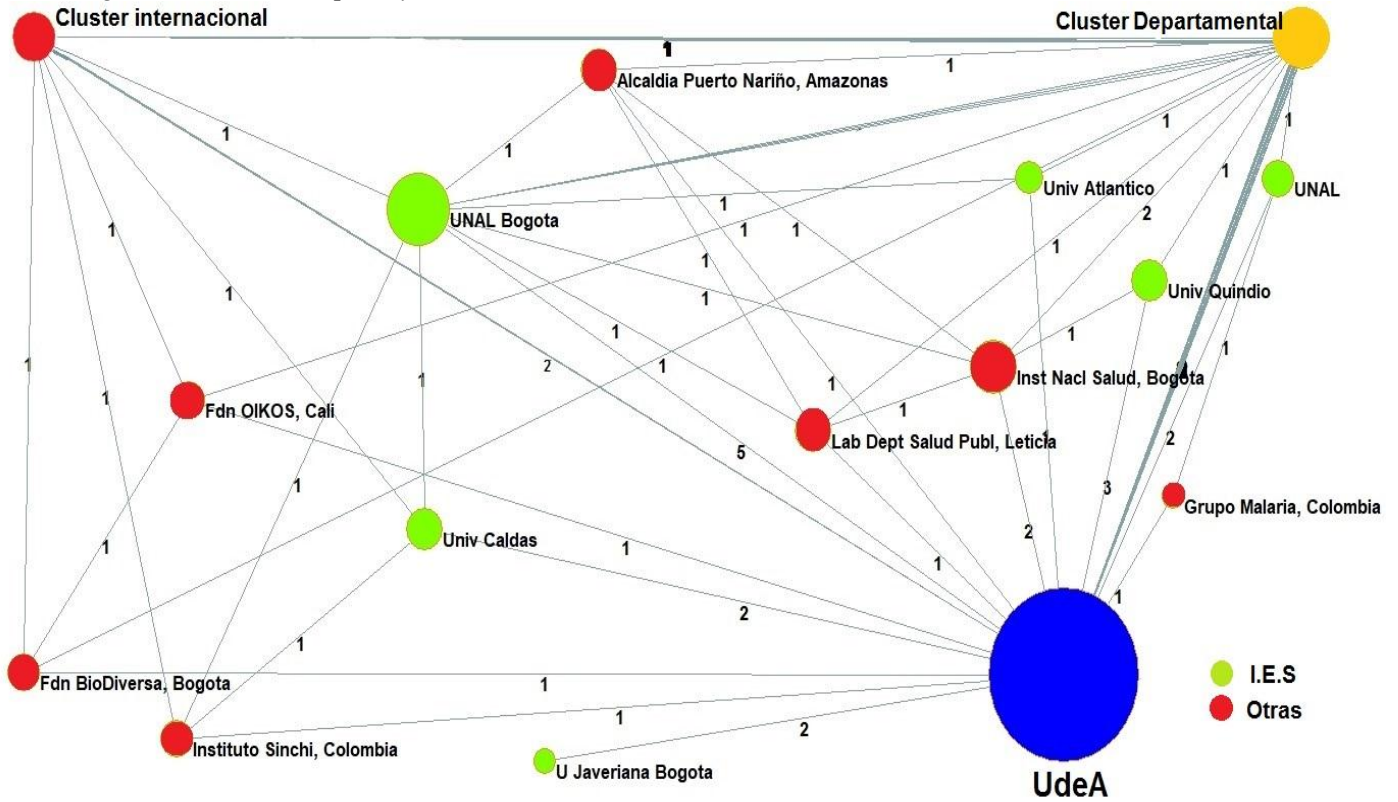 Cluster internacional
Cluster Departamental
1
Alcaldia Puerto Nariño, Amazonas
1
1
1
1
1
1
Univ Atlantico
UNAL
1
1
2
UNAL Bogota
1
1
1
1
1
Univ Quindio
1
1
1
1
1
2
1
1
Inst Nacl Salud, Bogota
1
1
Fdn OIKOS, Cali
1
1
Lab Dept Salud Publ, Leticia
1
2
5
1
3
Grupo Malaria, Colombia
Univ Caldas
1
1
2
1
1
2
1
Fdn BioDiversa, Bogota
1
I.E.S
Otras
1
2
Instituto Sinchi, Colombia
U Javeriana Bogota
UdeA